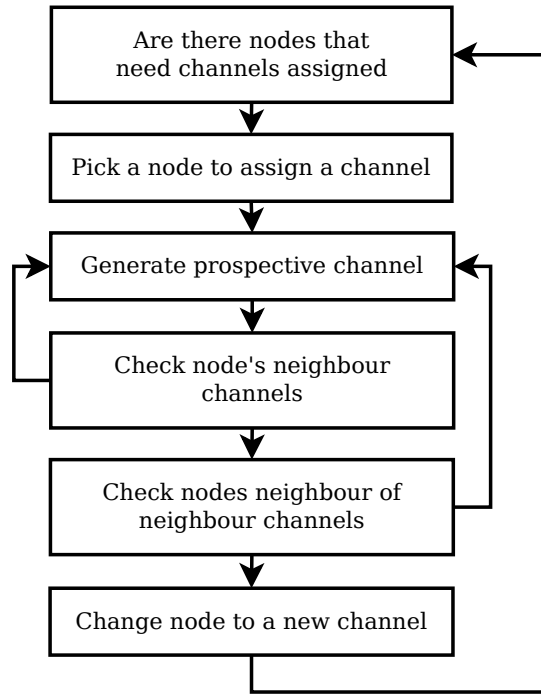 Are there nodes that
need channels assigned
Pick a node to assign a channel
Generate prospective channel
Check node's neighbour
channels
Check nodes neighbour of
neighbour channels
Change node to a new channel